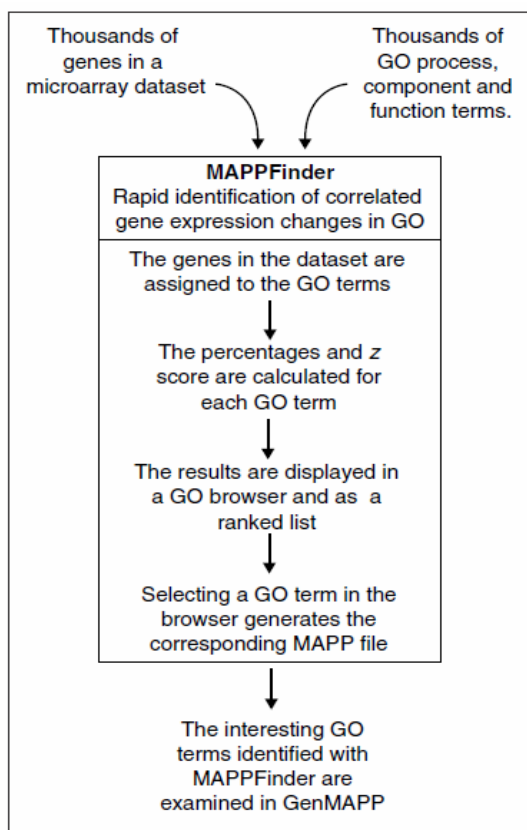 Thousands of
genes in a
microarray dataset
Thousands of
GO process,
component and
function terms.
MAPPFinder
Rapid identification of correlated
gene expression changes in GO
The genes in the dataset are
assigned to the GO terms
The percentages and z
score are calculated for
each GO term
The results are displayed in
a GO browser and as a
ranked list
Selecting a GO term in the
browser generates the
corresponding MAPP file
The interesting GO
terms identified with
MAPPFinder are
examined in GenMAPP